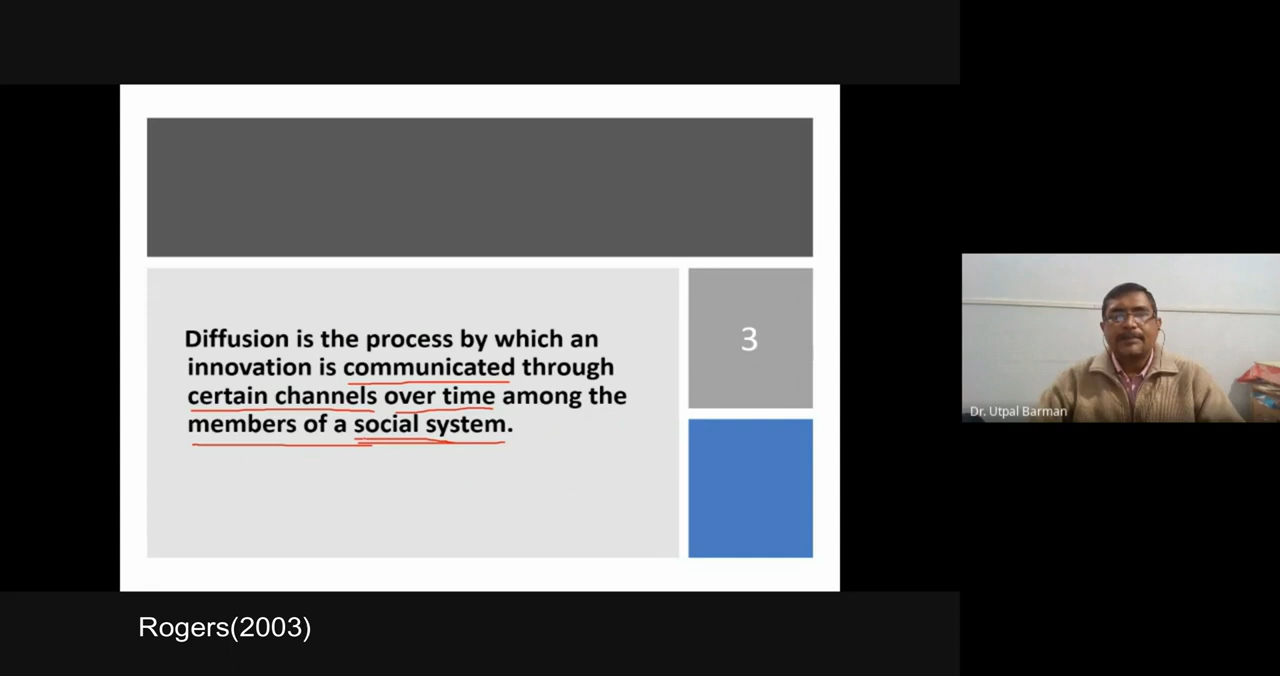 Diffusion is the process by which an
innovation is communicated through
certain channels over time among the
members of a social system.
3
Dr. Utpal Barman
Rogers(2003)